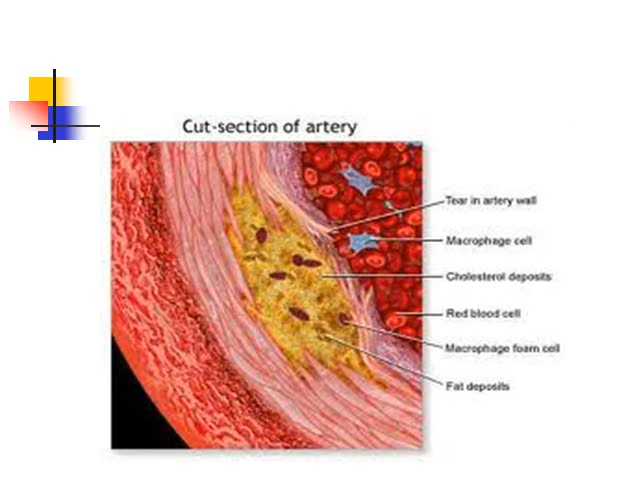 Cut-section of artery
Tear in artery wall
Macrophage cell
Cholesterol deposits
Red blood cell
Macrophage foam cell
Fat deposits